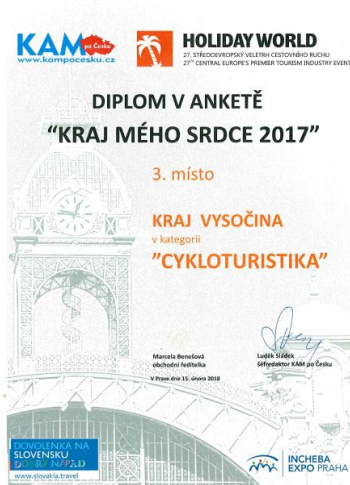 KAM po Česku
www.kampocesku.cz
HOLIDAY WORLD
27. STŘEDOEVROPSKÝ VELETRH CESTOVNÍHO RUCHU
27TH CENTRAL EUROPE'S PREMIER TOURISM INDUSTRY EVENT
DIPLOM V ANKETĚ
“KRAJ MÉHO SRDCE 2017”
3. místo
KRAJ VYSOČINA
v kategorii
”CYKLOTURISTIKA”
Marcela Benešová
obchodní ředitelka
V Praze dne 15. února 2018
Luděk Sládek
šéfredaktor KAM po Česku
DOVOLENKA NA
SLOVENSKU
DOBRÝ NÁPAD
www.slovakia.travel
INCHEBA
EXPO PRAHA